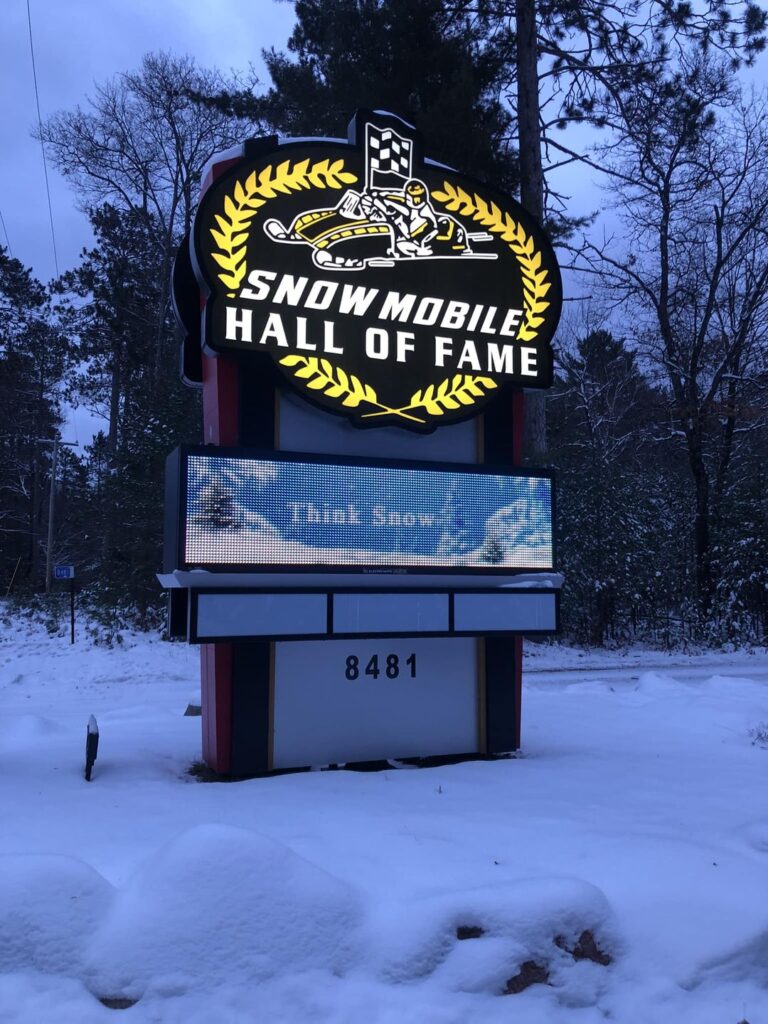 SNOWMOBILE
HALL OF FAME
Think Snow
8481